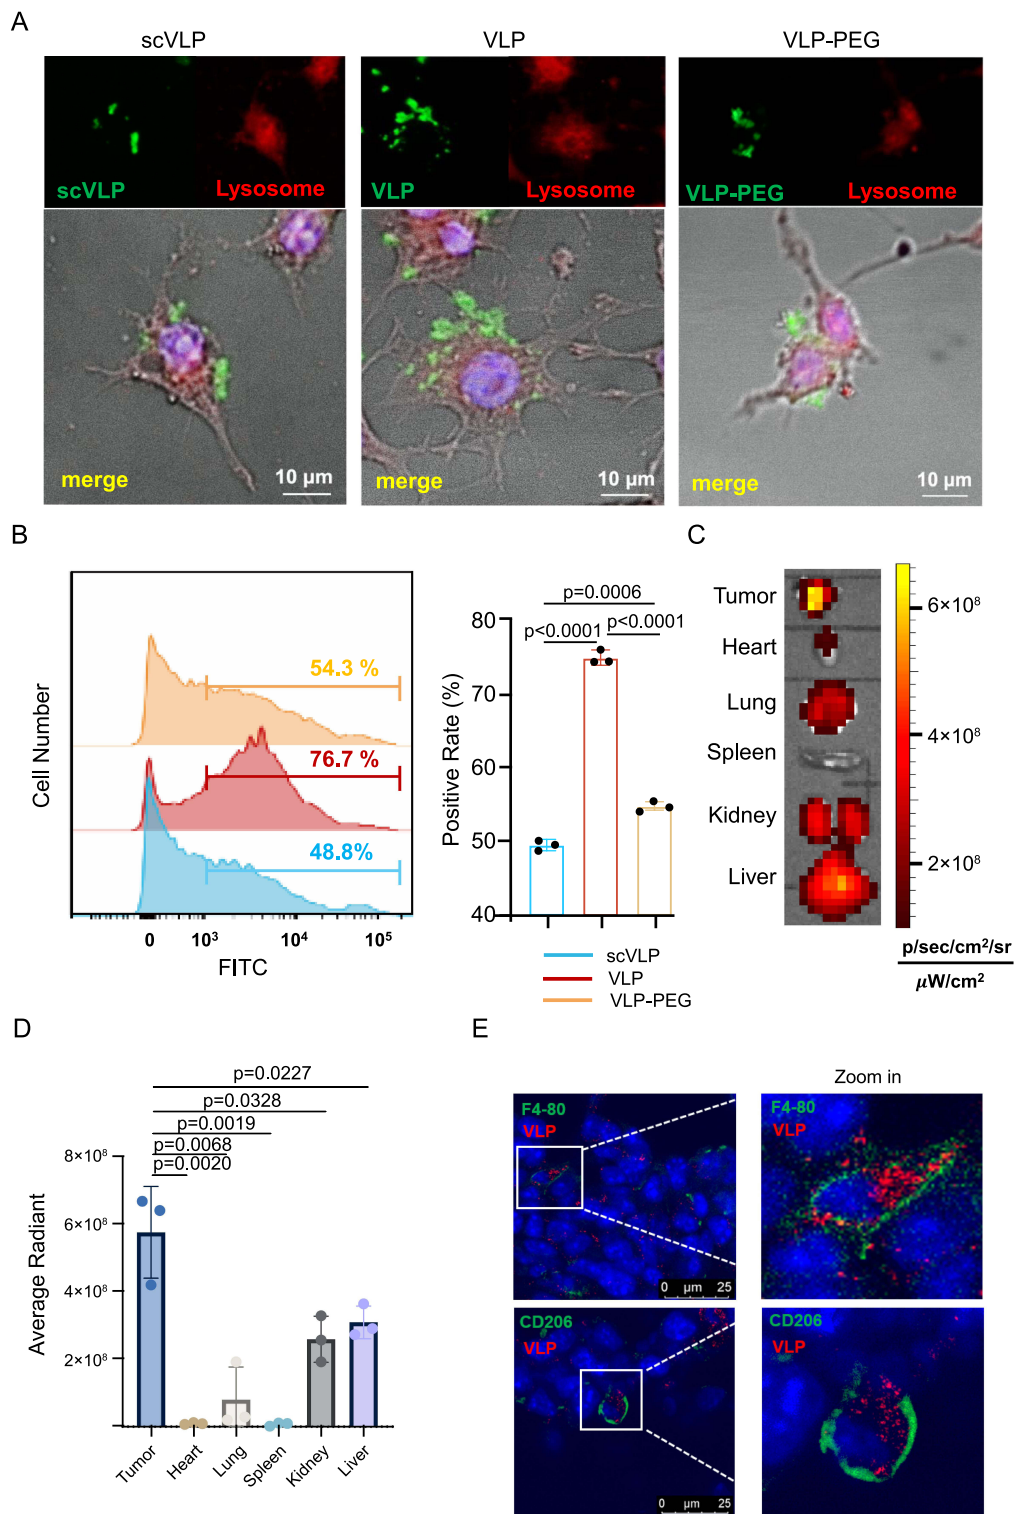 A
scVLP
VLP
VLP-PEG
scVLP
Lysosome
VLP
Lysosome
VLP-PEG
Lysosome
merge
10 µm
merge
10 µm
merge
10 µm
B
Cell Number
54.3 %
76.7 %
48.8%
0
10³
10⁴
10⁵
FITC
Positive Rate (%)
80
70
60
50
40
p=0.0006
p<0.0001
p<0.0001
scVLP
VLP
VLP-PEG
C
Tumor
Heart
Lung
Spleen
Kidney
Liver
6×10⁸
4×10⁸
2×10⁸
p/sec/cm²/sr
µW/cm²
D
p=0.0227
p=0.0328
p=0.0019
p=0.0068
p=0.0020
Average Radiant
8×10⁸
6×10⁸
4×10⁸
2×10⁸
Tumor
Heart
Lung
Spleen
Kidney
Liver
E
Zoom in
F4-80
VLP
0 µm 25
F4-80
VLP
CD206
VLP
0 µm 25
CD206
VLP